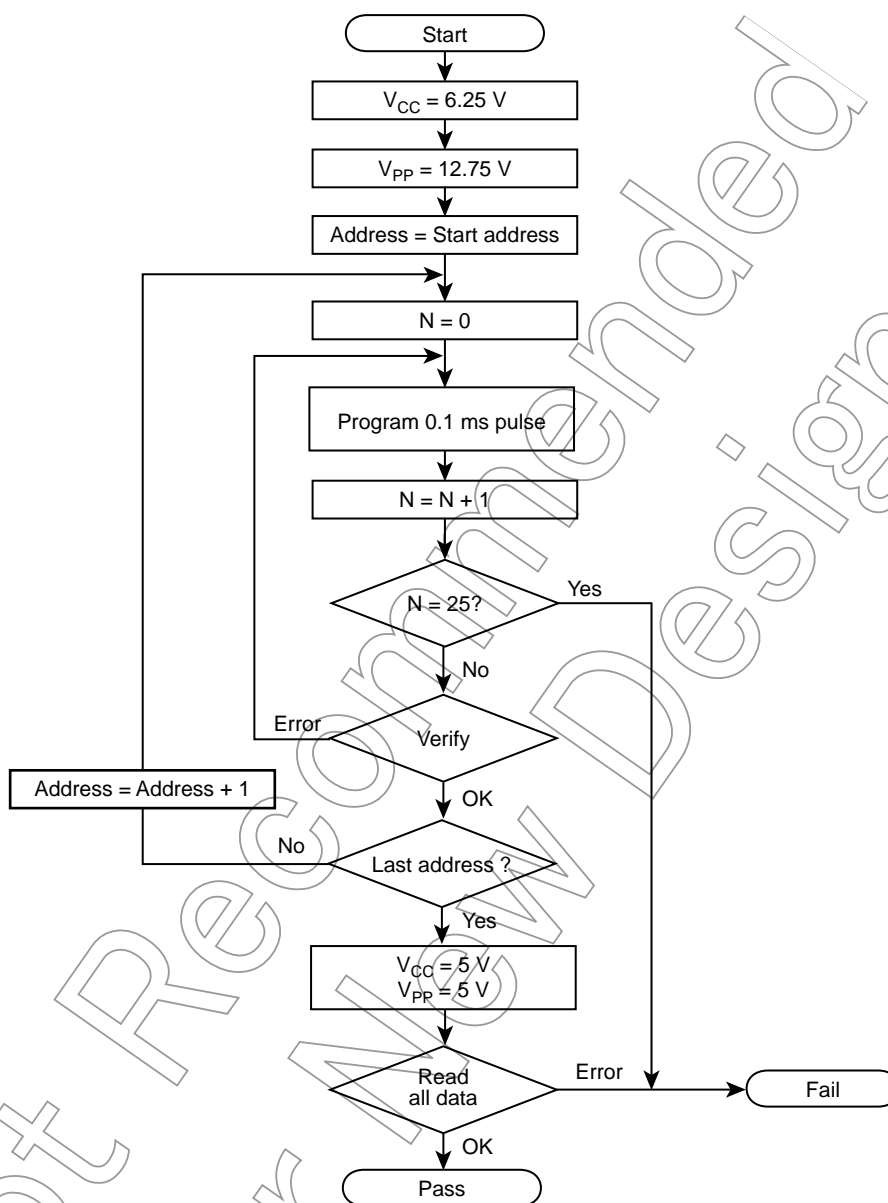 Start
V_CC = 6.25 V
V_PP = 12.75 V
Address = Start address
N = 0
Program 0.1 ms pulse
N = N + 1
N = 25?
Yes
No
Verify
Error
Address = Address + 1
OK
Last address ?
No
Yes
V_CC = 5 V
V_PP = 5 V
Read
all data
Error
Fail
OK
Pass
Recommended
New Design